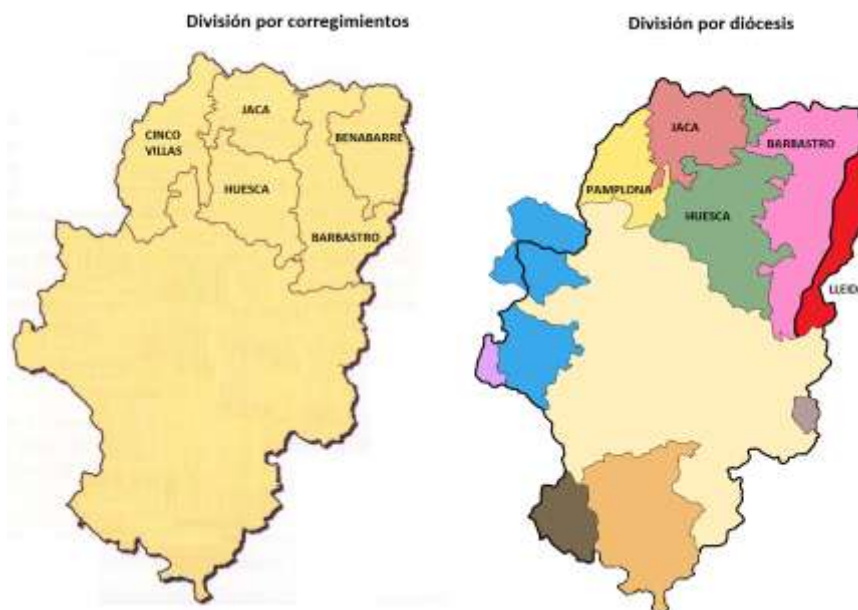 División por corregimientos
División por diócesis
JACA
CINCO
VILLAS
BENABARRE
HUESCA
BARBASTRO
JACA
BARBASTRO
PAMPLONA
HUESCA
LLEID